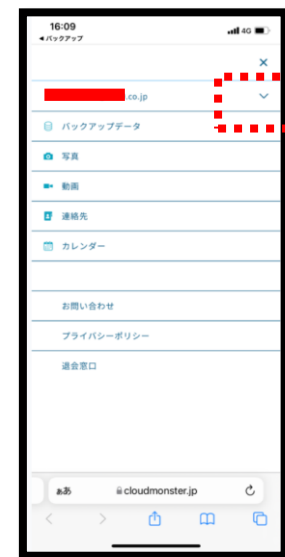 16:09
4G
◀ バックアップ
.co.jp
バックアップデータ
写真
動画
連絡先
カレンダー
お問い合わせ
プライバシーポリシー
退会窓口
ぁあ
cloudmonster.jp